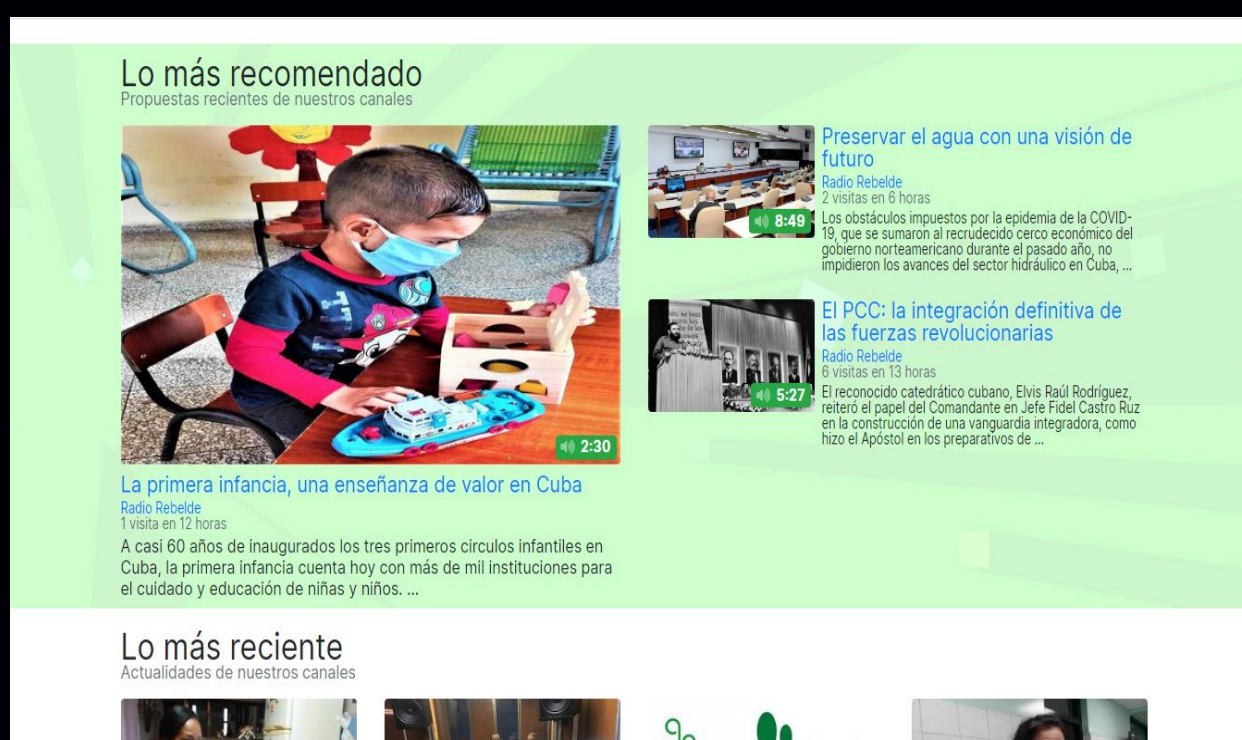 Lo más recomendado
Propuestas recientes de nuestros canales
2:30
La primera infancia, una enseñanza de valor en Cuba
Radio Rebelde
1 visita en 12 horas
A casi 60 años de inaugurados los tres primeros circulos infantiles en
Cuba, la primera infancia cuenta hoy con más de mil instituciones para
el cuidado y educación de niñas y niños. ...
8:49
Preservar el agua con una visión de
futuro
Radio Rebelde
2 visitas en 6 horas
Los obstáculos impuestos por la epidemia de la COVID-
19, que se sumaron al recrudecido cerco económico del
gobierno norteamericano durante el pasado año, no
impidieron los avances del sector hidráulico en Cuba, ...
5:27
El PCC: la integración definitiva de
las fuerzas revolucionarias
Radio Rebelde
6 visitas en 13 horas
El reconocido catedrático cubano, Elvis Raúl Rodríguez,
reiteró el papel del Comandante en Jefe Fidel Castro Ruz
en la construcción de una vanguardia integradora, como
hizo el Apóstol en los preparativos de ...
Lo más reciente
Actualidades de nuestros canales